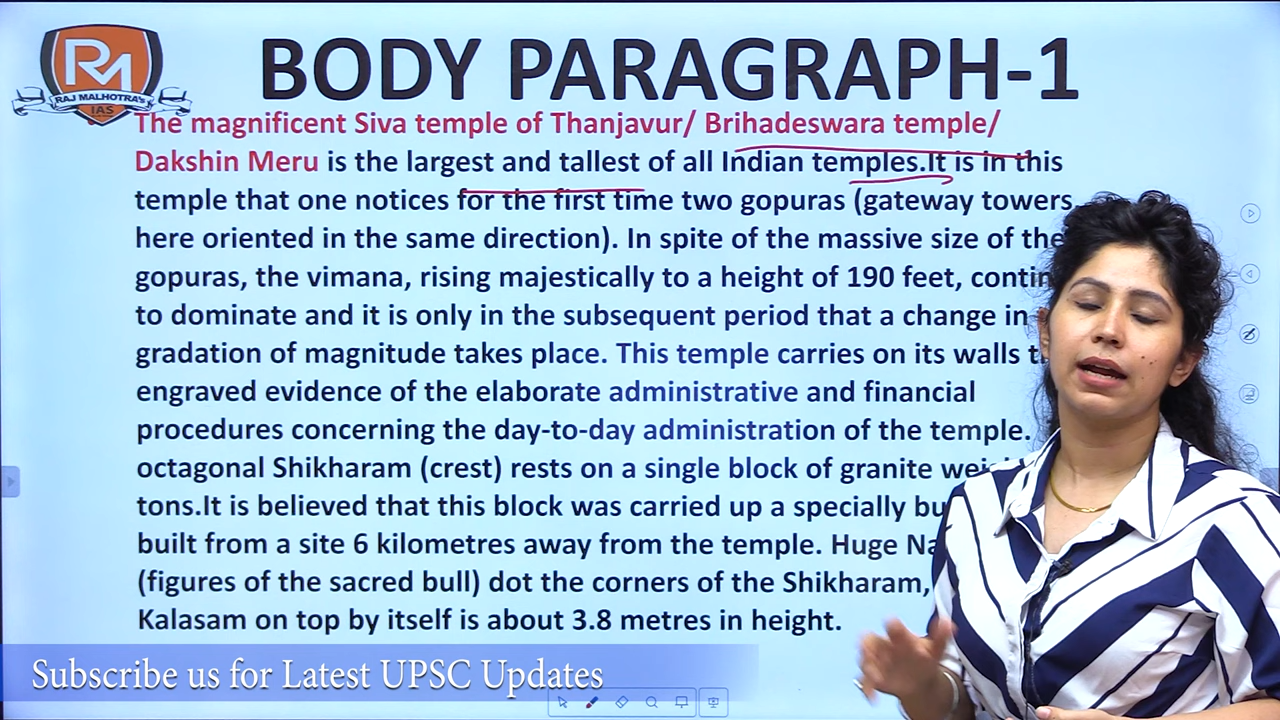 RM
RAJ MALHOTRA'S
IAS
BODY PARAGRAPH-1
The magnificent Siva temple of Thanjavur/ Brihadeswara temple/
Dakshin Meru is the largest and tallest of all Indian temples.It is in this
temple that one notices for the first time two gopuras (gateway towers
here oriented in the same direction). In spite of the massive size of the
gopuras, the vimana, rising majestically to a height of 190 feet,
to dominate and it is only in the subsequent period that a change in
gradation of magnitude takes place. This temple carries on its walls
engraved evidence of the elaborate administrative and financial
procedures concerning the day-to-day administration of the temple.
octagonal Shikharam (crest) rests on a single block of granite
tons.It is believed that this block was carried up a specially
built from a site 6 kilometres away from the temple. Huge
(figures of the sacred bull) dot the corners of the Shikharam,
Kalasam on top by itself is about 3.8 metres in height.
Subscribe us for Latest UPSC Updates